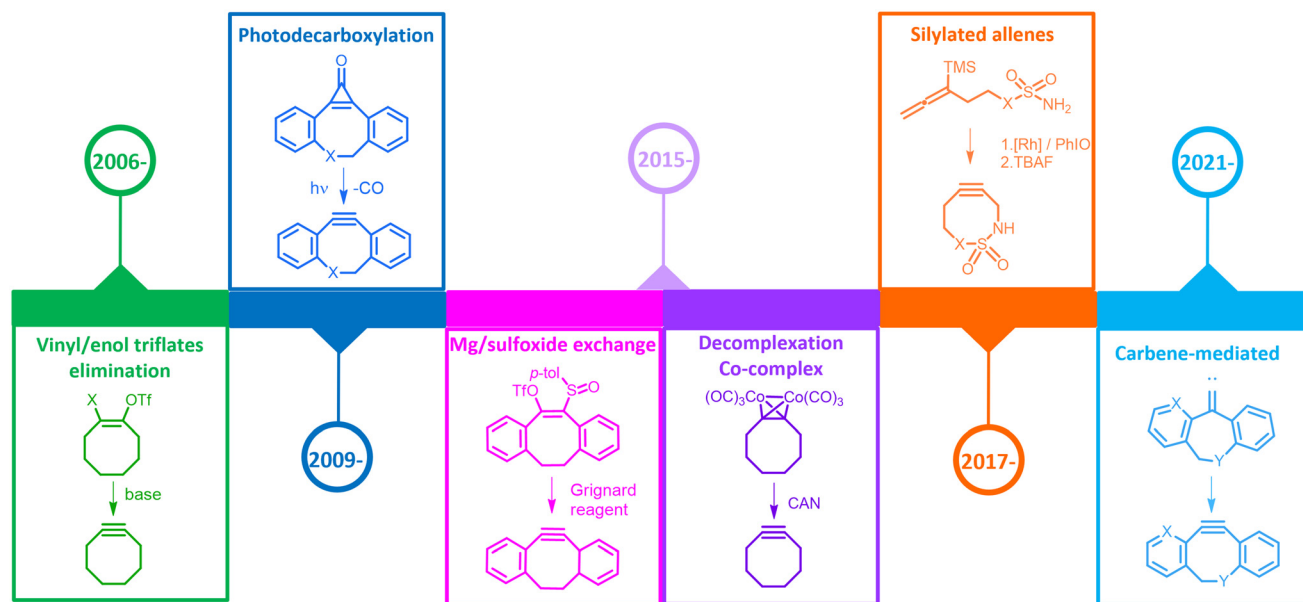 2006-
Vinyl/enol triflates
elimination
X
OTf
base
Photodecarboxylation
O
X
hν
-CO
X
2009-
2015-
Mg/sulfoxide exchange
p-tol
TfO
S
O
Grignard
reagent
Decomplexation
Co-complex
(OC)3Co
Co(CO)3
CAN
Silylated allenes
TMS
O
O
S
X
NH2
1.[Rh] / PhIO
2.TBAF
NH
X
S
O
O
2017-
2021-
Carbene-mediated
:
X
Y
X
Y